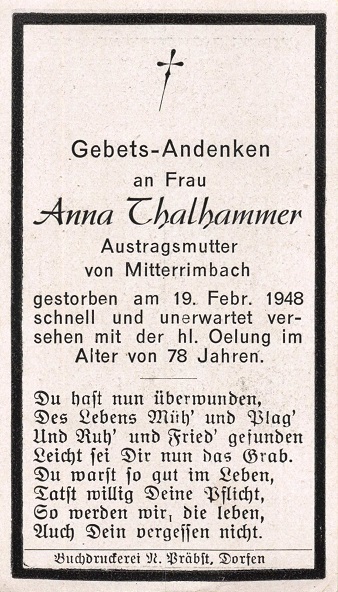 Gebets-Andenken
an Frau
Anna Thalhammer
Austragsmutter
von Mitterrimbach
gestorben am 19. Febr. 1948
schnell und unerwartet ver-
sehen mit der hl. Oelung im
Alter von 78 Jahren.
Du hast nun überwunden,
Des Lebens Müh' und Plag'
Und Ruh' und Fried' gefunden
Leicht sei Dir nun das Grab.
Du warst so gut im Leben,
Tatst willig Deine Pflicht,
So werden wir, die leben,
Auch Dein vergessen nicht.
Buchdruckerei N. Präbst, Dorfen